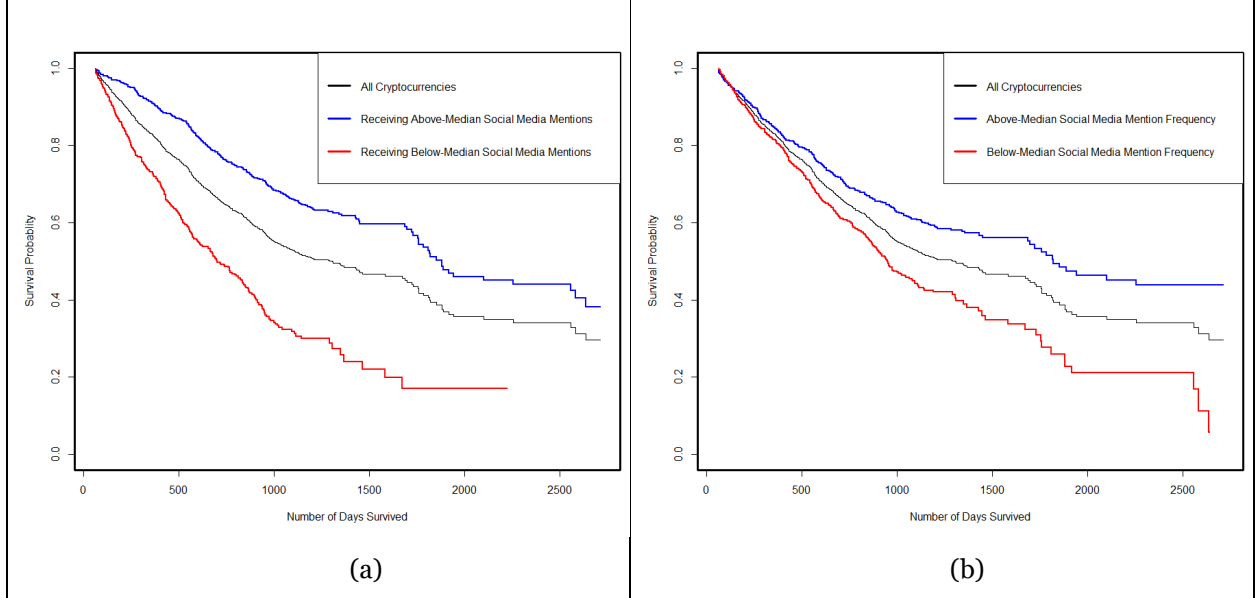 All Cryptocurrencies
Receiving Above-Median Social Media Mentions
Receiving Below-Median Social Media Mentions
Survival Probablity
1.0
0.8
0.6
0.4
0.2
0.0
0 500 1000 1500 2000 2500
Number of Days Survived
(a)
All Cryptocurrencies
Above-Median Social Media Mention Frequency
Below-Median Social Media Mention Frequency
Survival Probablity
1.0
0.8
0.6
0.4
0.2
0.0
0 500 1000 1500 2000 2500
Number of Days Survived
(b)